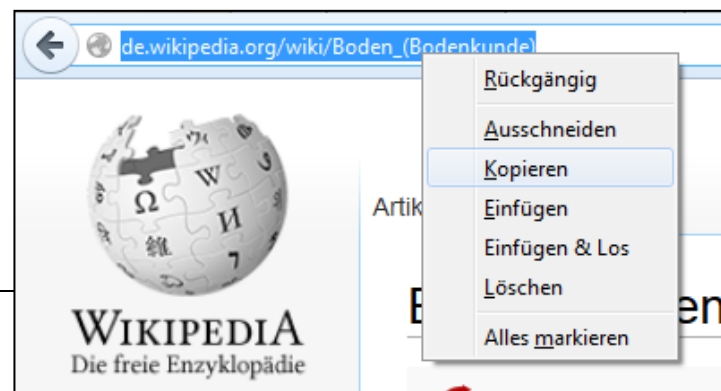 de.wikipedia.org/wiki/Boden_(Bodenkunde)
Rückgängig
Ausschneiden
Kopieren
Einfügen
Einfügen & Los
Löschen
Alles markieren
Artik
WIKIPEDIA
Die freie Enzyklopädie